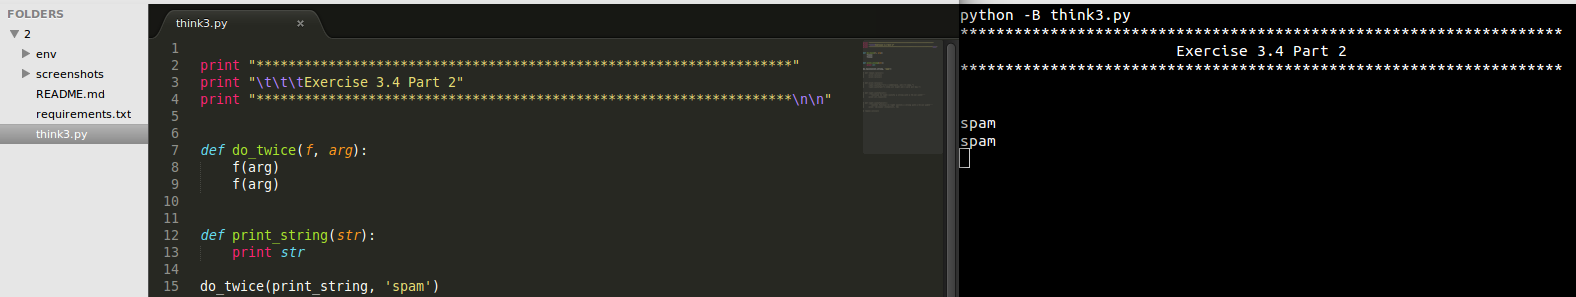 FOLDERS
2
env
screenshots
README.md
requirements.txt
think3.py
think3.py ×
1
2 print "*******************************************************************"
3 print "\t\t\tExercise 3.4 Part 2"
4 print "*******************************************************************\n\n"
5
6
7 def do_twice(f, arg):
8 f(arg)
9 f(arg)
10
11
12 def print_string(str):
13 print str
14
15 do_twice(print_string, 'spam')
python -B think3.py
*******************************************************************
Exercise 3.4 Part 2
*******************************************************************
spam
spam